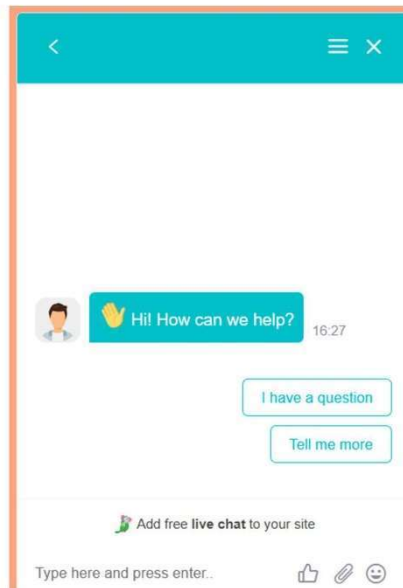 Hi! How can we help?
16:27
I have a question
Tell me more
Add free live chat to your site
Type here and press enter..